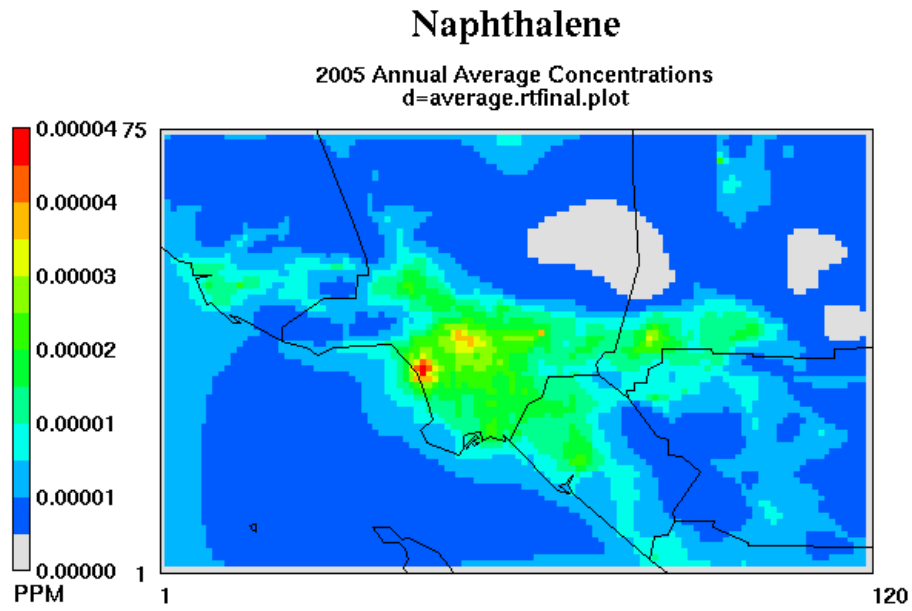 Naphthalene
2005 Annual Average Concentrations
d=average.rtfinal.plot
0.00004
0.00004
0.00003
0.00002
0.00001
0.00001
0.00000
PPM
75
1
1
120